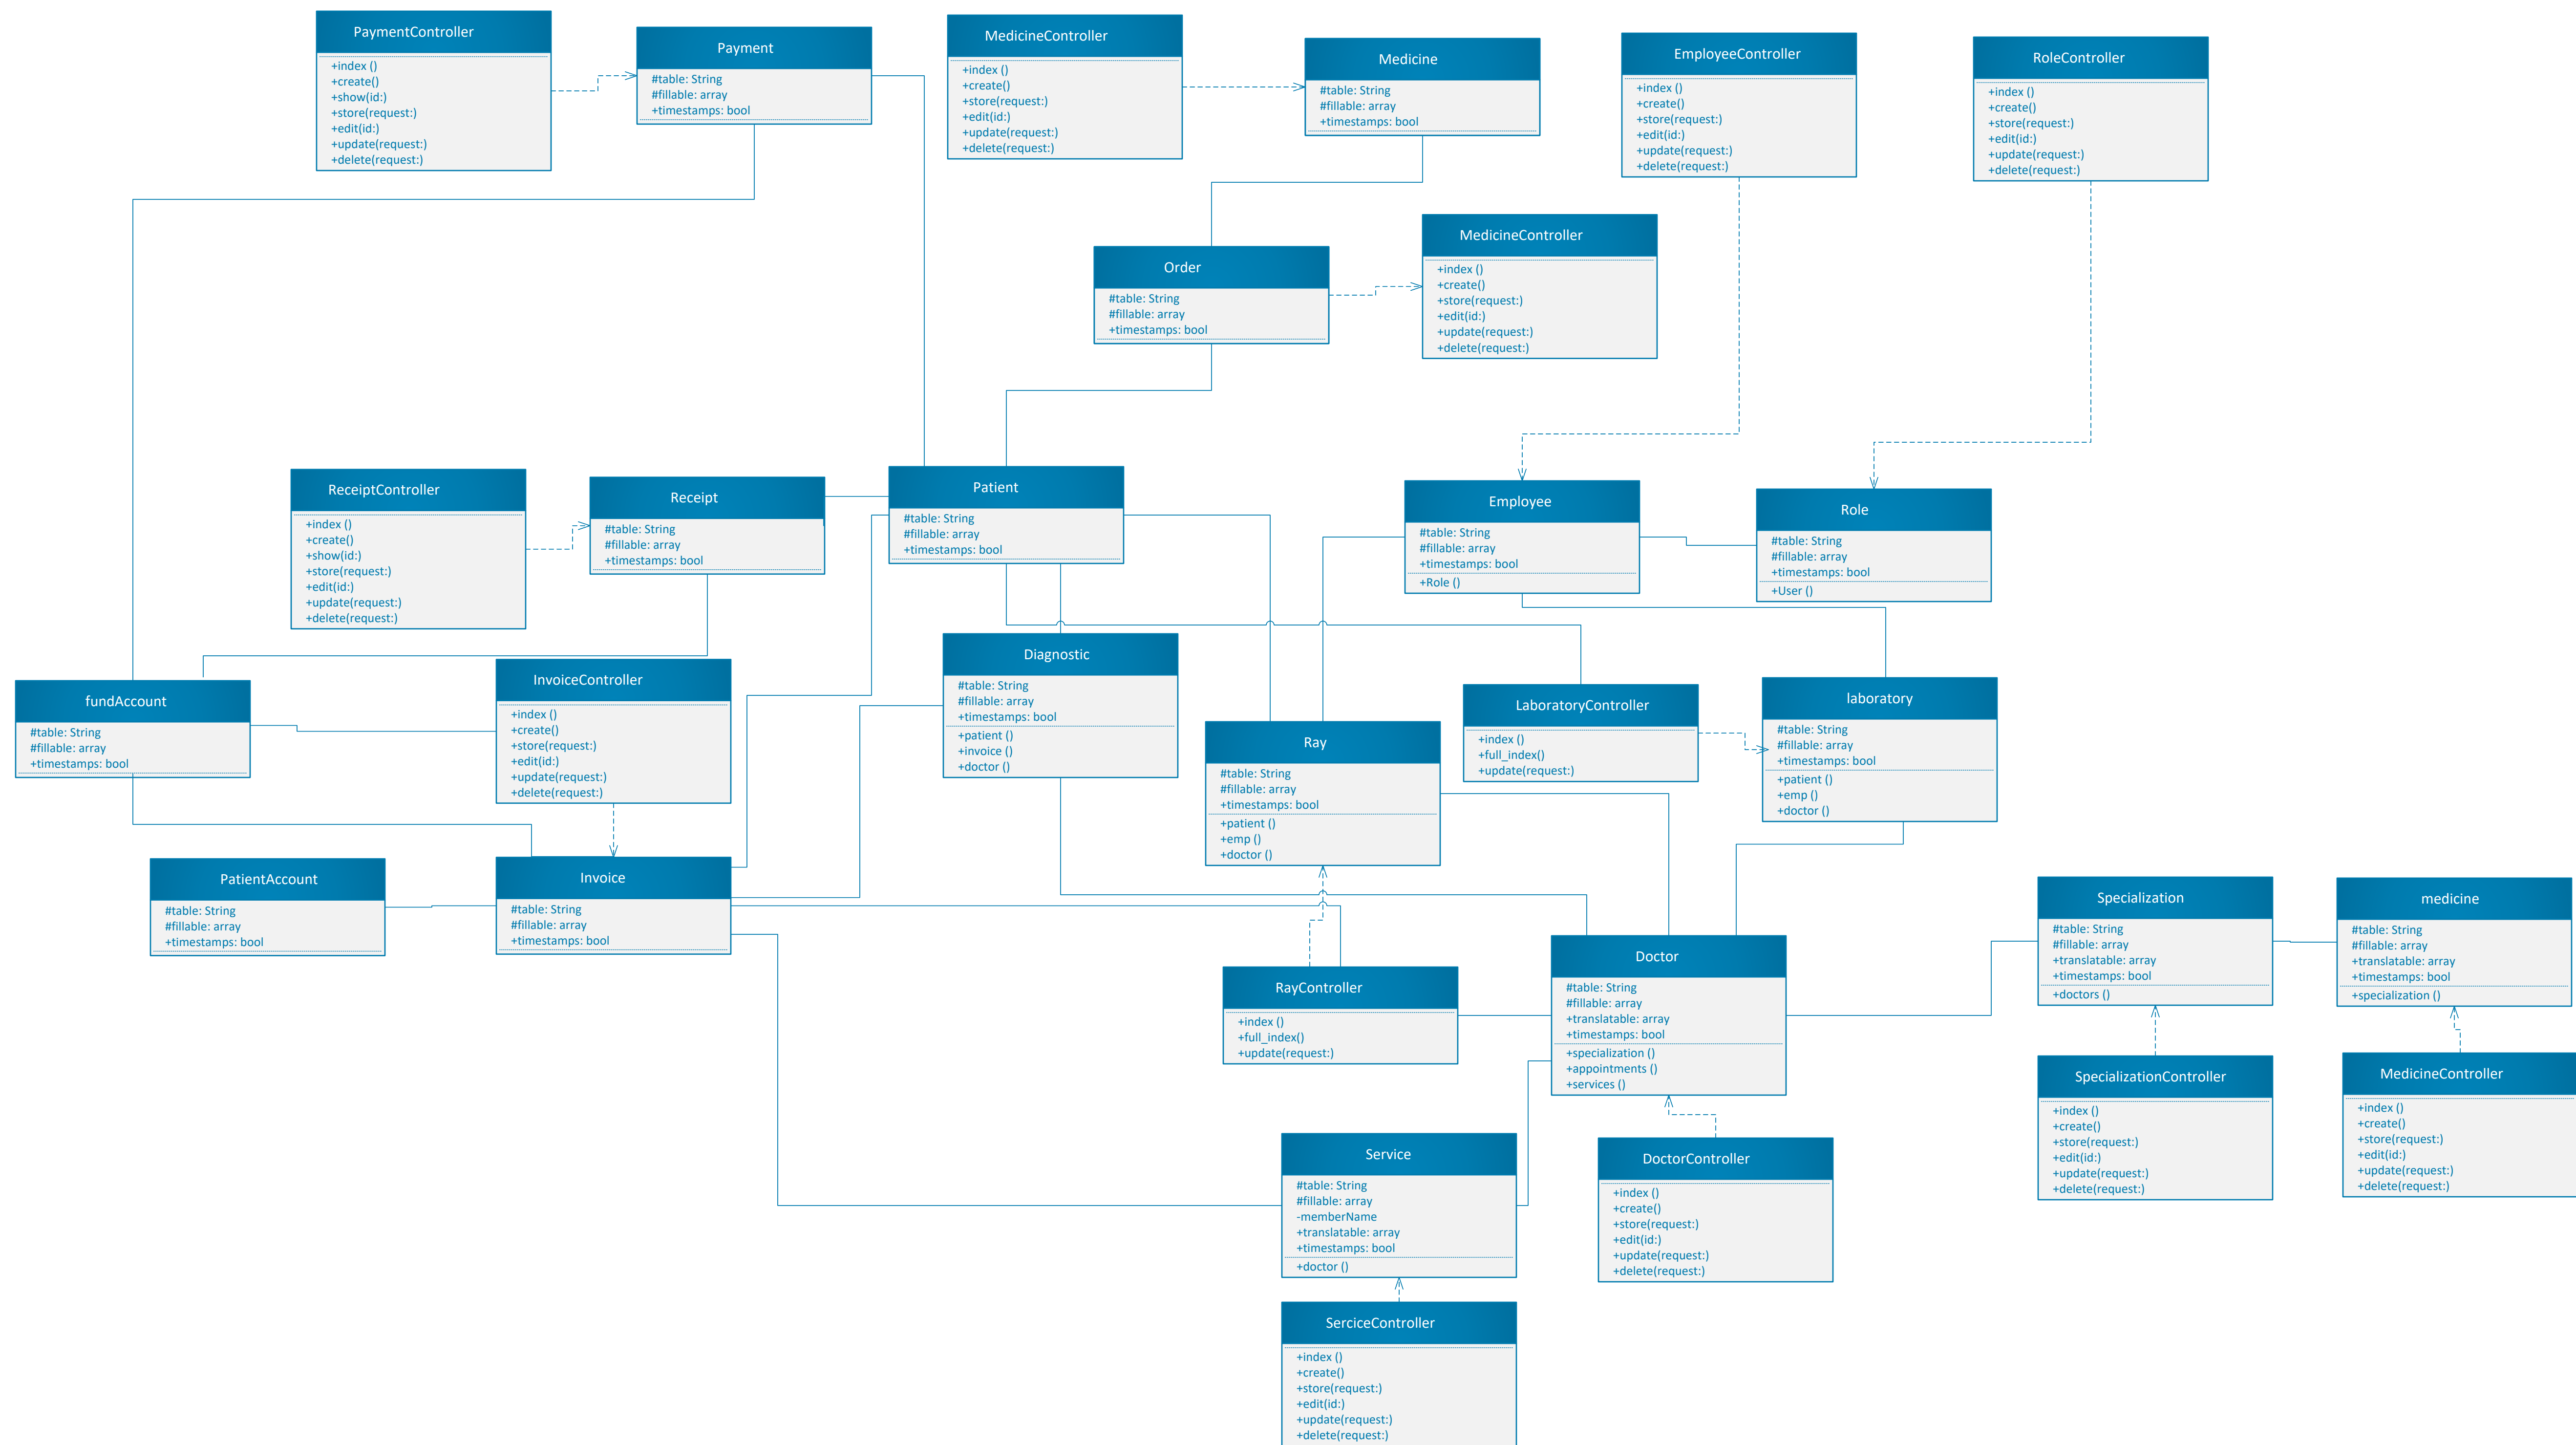 PaymentController
+index ()
+create()
+show(id:)
+store(request:)
+edit(id:)
+update(request:)
+delete(request:)
Payment
#table: String
#fillable: array
+timestamps: bool
MedicineController
+index ()
+create()
+store(request:)
+edit(id:)
+update(request:)
+delete(request:)
Medicine
#table: String
#fillable: array
+timestamps: bool
EmployeeController
+index ()
+create()
+store(request:)
+edit(id:)
+update(request:)
+delete(request:)
RoleController
+index ()
+create()
+store(request:)
+edit(id:)
+update(request:)
+delete(request:)
Order
#table: String
#fillable: array
+timestamps: bool
MedicineController
+index ()
+create()
+store(request:)
+edit(id:)
+update(request:)
+delete(request:)
ReceiptController
+index ()
+create()
+show(id:)
+store(request:)
+edit(id:)
+update(request:)
+delete(request:)
Receipt
#table: String
#fillable: array
+timestamps: bool
Patient
#table: String
#fillable: array
+timestamps: bool
Employee
#table: String
#fillable: array
+timestamps: bool
+Role ()
Role
#table: String
#fillable: array
+timestamps: bool
+User ()
fundAccount
#table: String
#fillable: array
+timestamps: bool
InvoiceController
+index ()
+create()
+store(request:)
+edit(id:)
+update(request:)
+delete(request:)
Diagnostic
#table: String
#fillable: array
+timestamps: bool
+patient ()
+invoice ()
+doctor ()
Ray
#table: String
#fillable: array
+timestamps: bool
+patient ()
+emp ()
+doctor ()
LaboratoryController
+index ()
+full_index()
+update(request:)
laboratory
#table: String
#fillable: array
+timestamps: bool
+patient ()
+emp ()
+doctor ()
PatientAccount
#table: String
#fillable: array
+timestamps: bool
Invoice
#table: String
#fillable: array
+timestamps: bool
RayController
+index ()
+full_index()
+update(request:)
Doctor
#table: String
#fillable: array
+translatable: array
+timestamps: bool
+specialization ()
+appointments ()
+services ()
Specialization
#table: String
#fillable: array
+translatable: array
+timestamps: bool
+doctors ()
medicine
#table: String
#fillable: array
+translatable: array
+timestamps: bool
+specialization ()
SpecializationController
+index ()
+create()
+store(request:)
+edit(id:)
+update(request:)
+delete(request:)
MedicineController
+index ()
+create()
+store(request:)
+edit(id:)
+update(request:)
+delete(request:)
Service
#table: String
#fillable: array
-memberName
+translatable: array
+timestamps: bool
+doctor ()
DoctorController
+index ()
+create()
+store(request:)
+edit(id:)
+update(request:)
+delete(request:)
SerciceController
+index ()
+create()
+store(request:)
+edit(id:)
+update(request:)
+delete(request:)